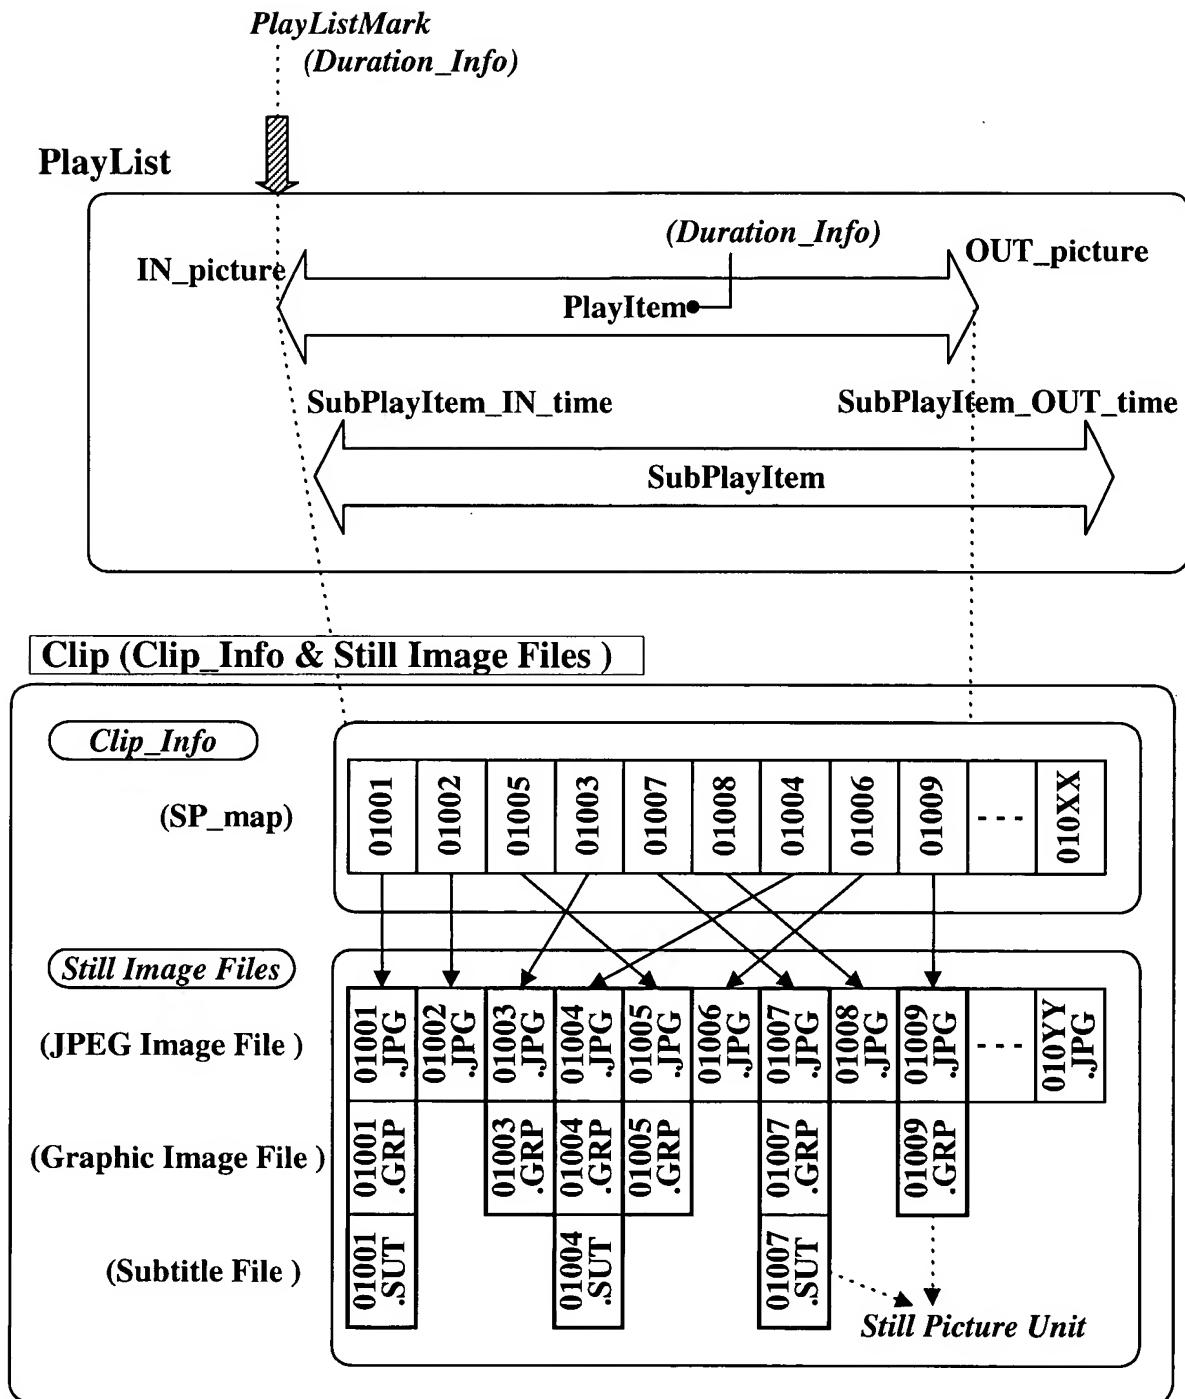 PlayListMark
(Duration_Info)
PlayList
(Duration_Info)
IN_picture
OUT_picture
PlayItem
SubPlayItem_IN_time
SubPlayItem_OUT_time
SubPlayItem
Clip (Clip_Info & Still Image Files )
Clip_Info
(SP_map)
01001
01002
01005
01003
01007
01008
01004
01006
01009
- - -
010XX
Still Image Files
(JPEG Image File )
01001
.JPG
01002
.JPG
01003
.JPG
01004
.JPG
01005
.JPG
01006
.JPG
01007
.JPG
01008
.JPG
01009
.JPG
- - -
010YY
.JPG
(Graphic Image File )
01001
.GRP
01003
.GRP
01004
.GRP
01005
.GRP
01007
.GRP
01009
.GRP
(Subtitle File )
01001
.SUT
01004
.SUT
01007
.SUT
Still Picture Unit